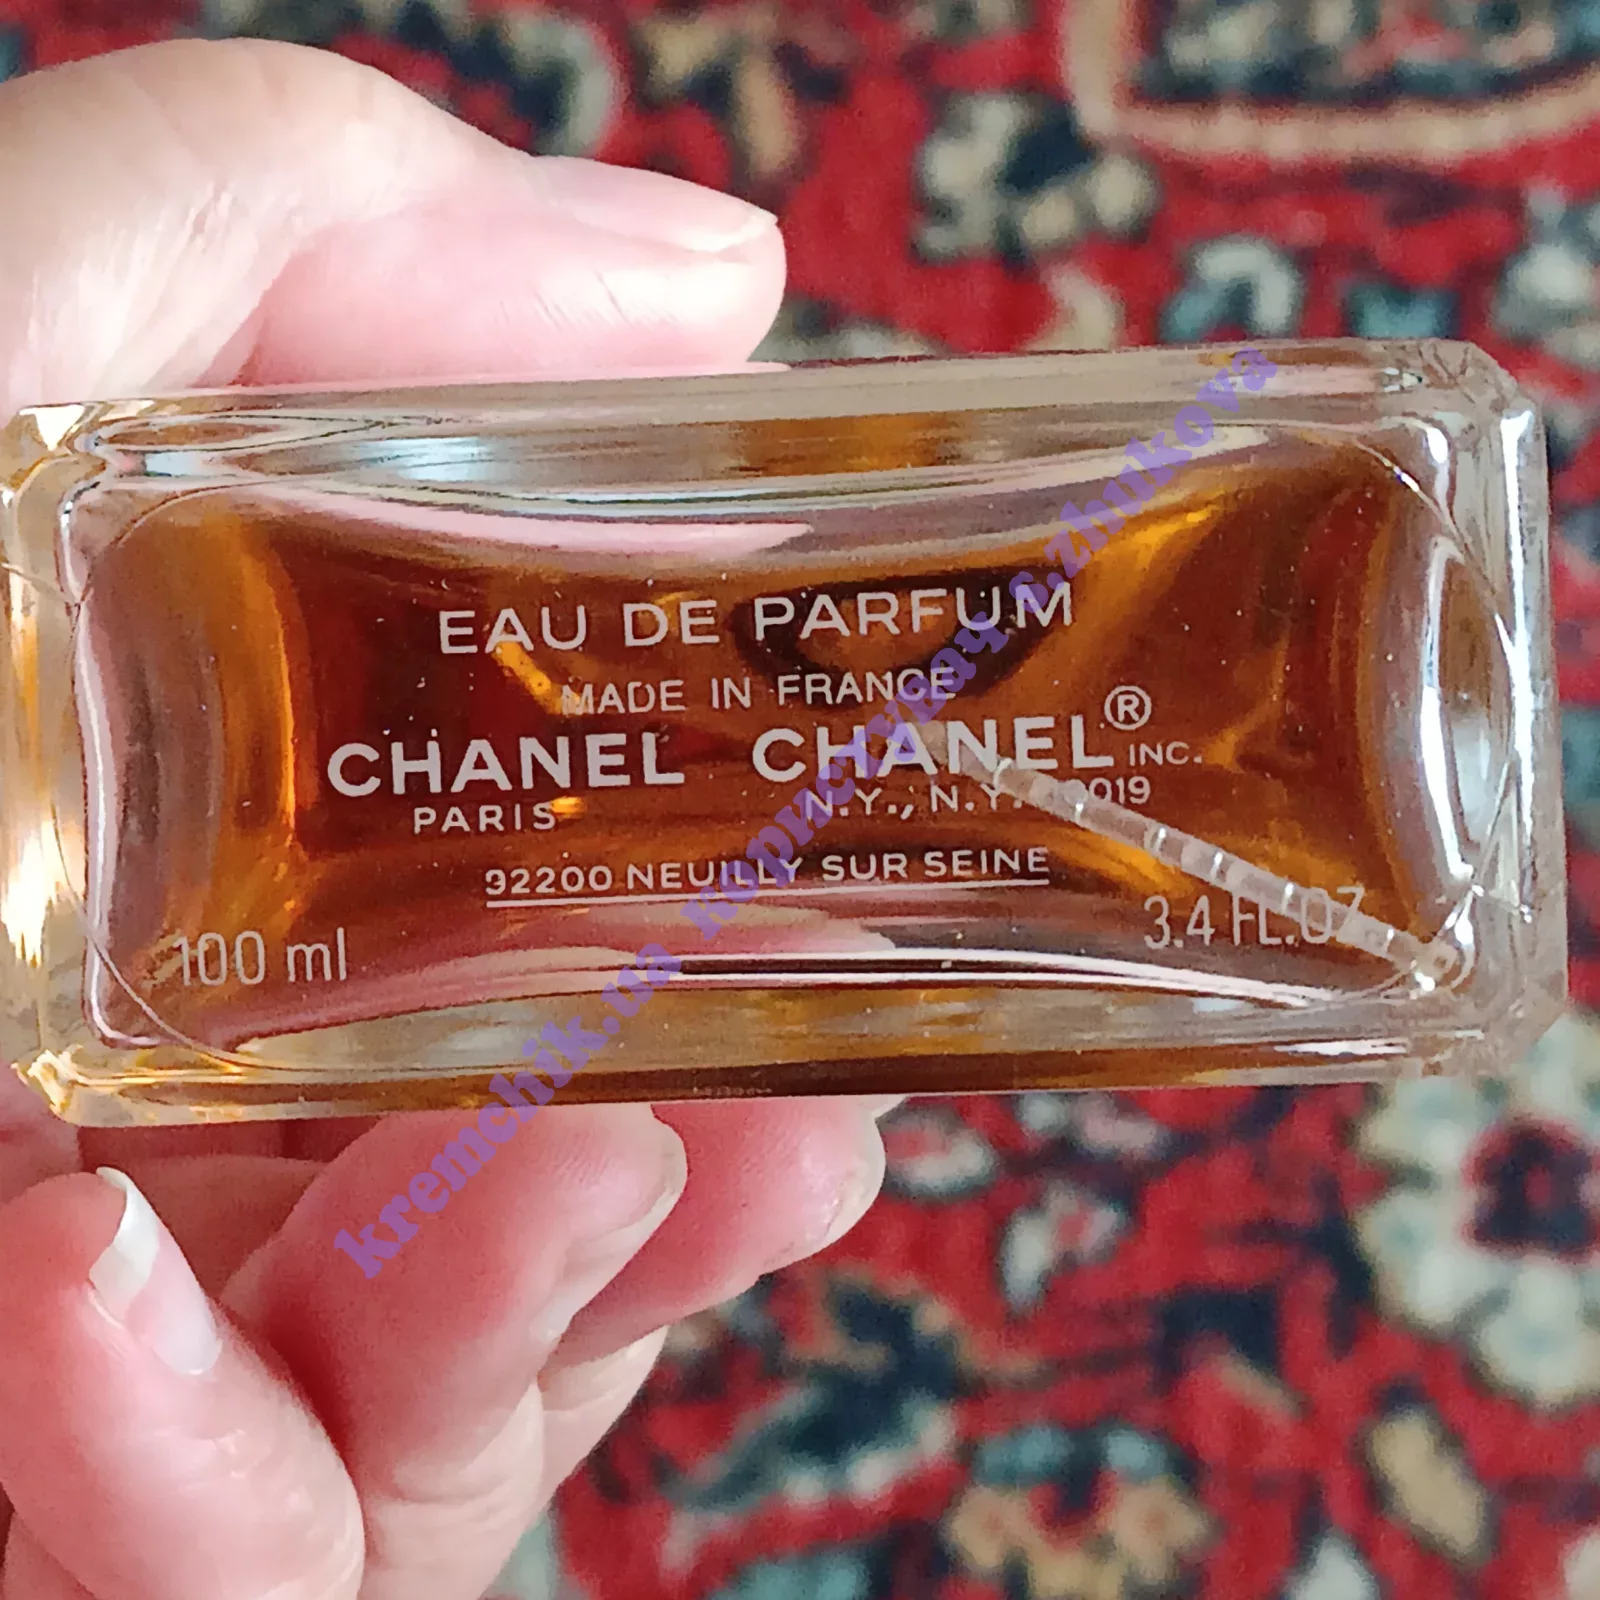 EAU DE PARFUM
MADE IN FRANCE
CHANEL CHANEL® INC.
PARIS N.Y., N.Y. 10019
92200 NEUILLY SUR SEINE
100 ml 3.4 FL.OZ
kremchik.ua користувач t.zhukova